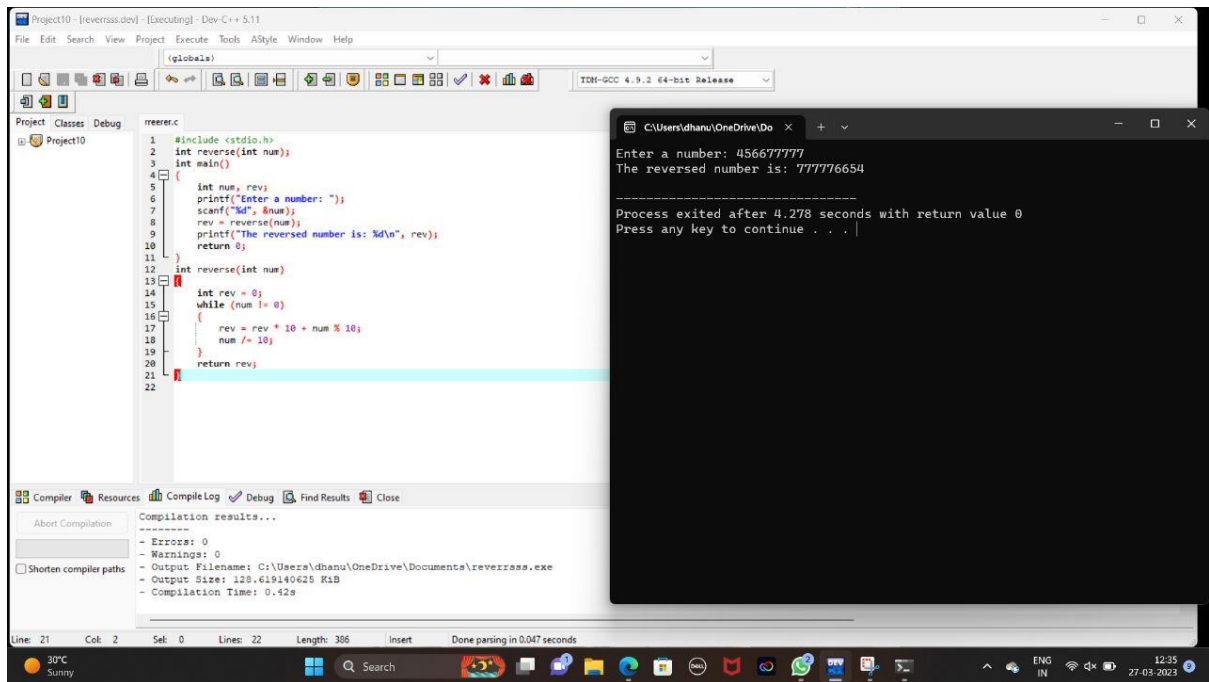 Project10 - [reverrsss.dev] - [Executing] - Dev-C++ 5.11
File Edit Search View Project Execute Tools AStyle Window Help
(globals)
TDM-GCC 4.9.2 64-bit Release
Project Classes Debug
Project10
rreerer.c
1 #include <stdio.h>
2 int reverse(int num);
3 int main()
4 {
5 int num, rev;
6 printf("Enter a number: ");
7 scanf("%d", &num);
8 rev = reverse(num);
9 printf("The reversed number is: %d\n", rev);
10 return 0;
11 }
12 int reverse(int num)
13 {
14 int rev = 0;
15 while (num != 0)
16 {
17 rev = rev * 10 + num % 10;
18 num /= 10;
19 }
20 return rev;
21 }
22
C:\Users\dhanu\OneDrive\Do
Enter a number: 456677777
The reversed number is: 777776654
--------------------------------
Process exited after 4.278 seconds with return value 0
Press any key to continue . . .
Compiler Resources Compile Log Debug Find Results Close
Abort Compilation
Shorten compiler paths
Compilation results...
--------
- Errors: 0
- Warnings: 0
- Output Filename: C:\Users\dhanu\OneDrive\Documents\reverrsss.exe
- Output Size: 128.619140625 KiB
- Compilation Time: 0.42s
Line: 21 Col: 2 Sel: 0 Lines: 22 Length: 386 Insert Done parsing in 0.047 seconds
30°C
Sunny
Search
DELL
DEV
ENG
IN
12:35
27-03-2023
9